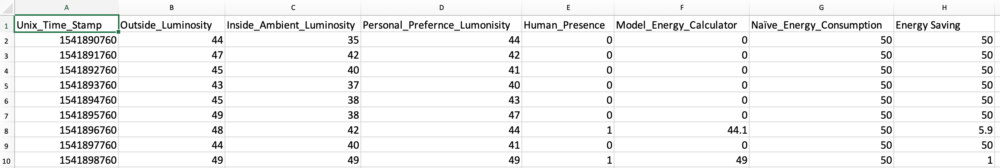 A B C D E F G H
1 Unix_Time_Stamp Outside_Luminosity Inside_Ambient_Luminosity Personal_Prefernce_Lumonisity Human_Presence Model_Energy_Calculator Naïve_Energy_Consumption Energy Saving
2 1541890760 44 35 44 0 0 50 50
3 1541891760 47 42 42 0 0 50 50
4 1541892760 45 40 41 0 0 50 50
5 1541893760 43 37 40 0 0 50 50
6 1541894760 45 38 43 0 0 50 50
7 1541895760 49 38 47 0 0 50 50
8 1541896760 48 42 44 1 44.1 50 5.9
9 1541897760 44 40 41 0 0 50 50
10 1541898760 49 49 49 1 49 50 1